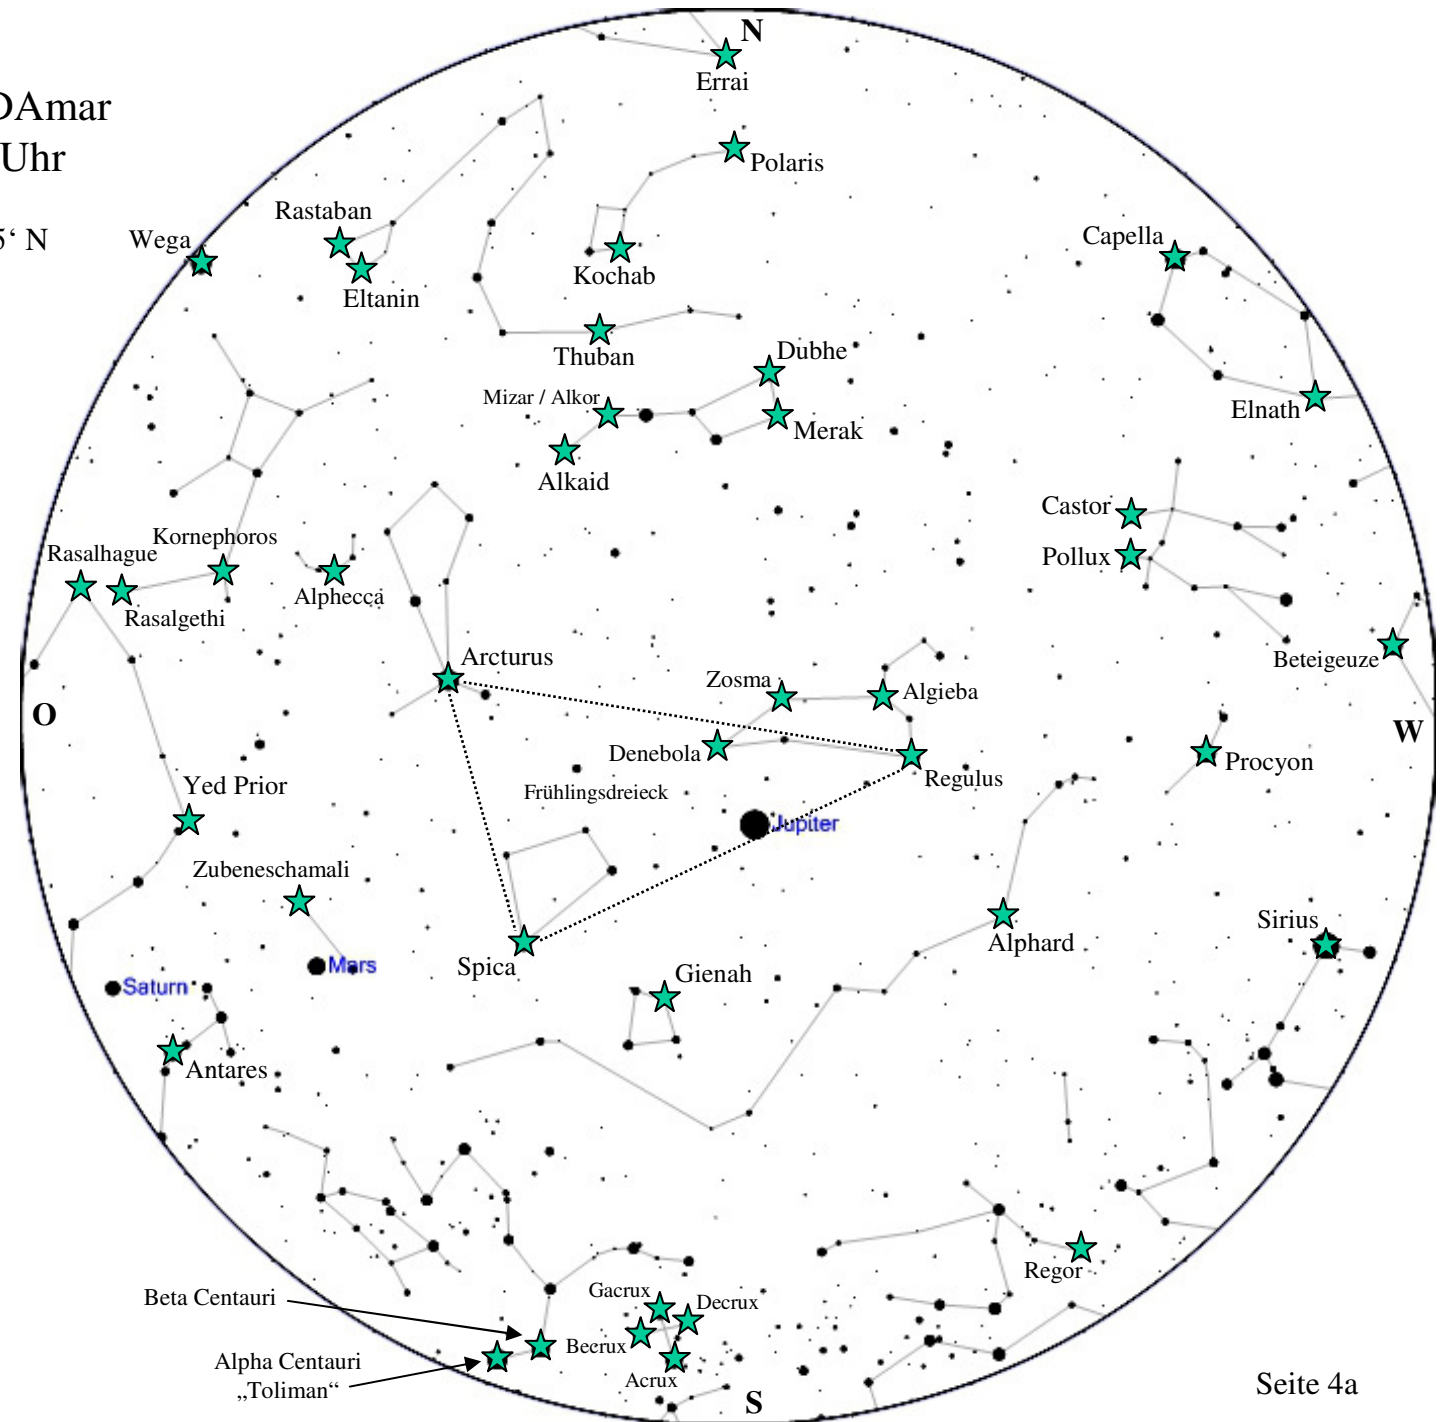 N
Errai
DAmar
Uhr
Polaris
Rastaban
5‘ N
Wega
Capella
Kochab
Eltanin
Thuban
Dubhe
Mizar / Alkor
Elnath
Merak
Alkaid
Castor
Kornephoros
Rasalhague
Pollux
Alphecca
Rasalgethi
Arcturus
Beteigeuze
Zosma
Algieba
O
W
Denebola
Procyon
Regulus
Yed Prior
Frühlingsdreieck
Jupiter
Zubeneschamali
Sirius
Alphard
Spica
Mars
Gienah
Saturn
Antares
Regor
Beta Centauri
Gacrux
Decrux
Becrux
Alpha Centauri
„Toliman“
Acrux
Seite 4a
S